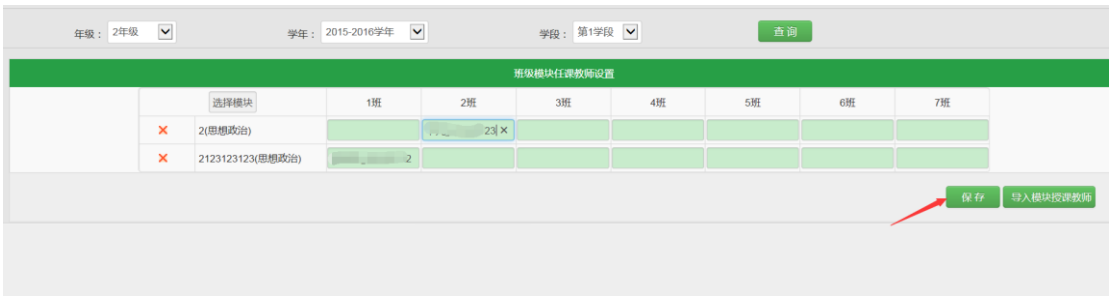 年级： 2年级 学年： 2015-2016学年 学段： 第1学段 查询
班级模块任课教师设置
选择模块 1班 2班 3班 4班 5班 6班 7班
2(思想政治) 23
2123123123(思想政治) 2
保存 导入模块授课教师